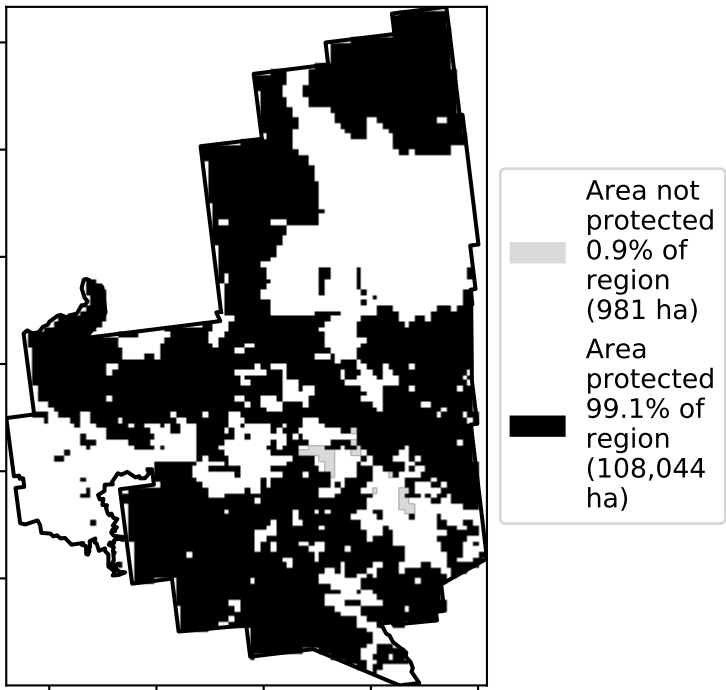 Area not
protected
0.9% of
region
(981 ha)
Area
protected
99.1% of
region
(108,044
ha)